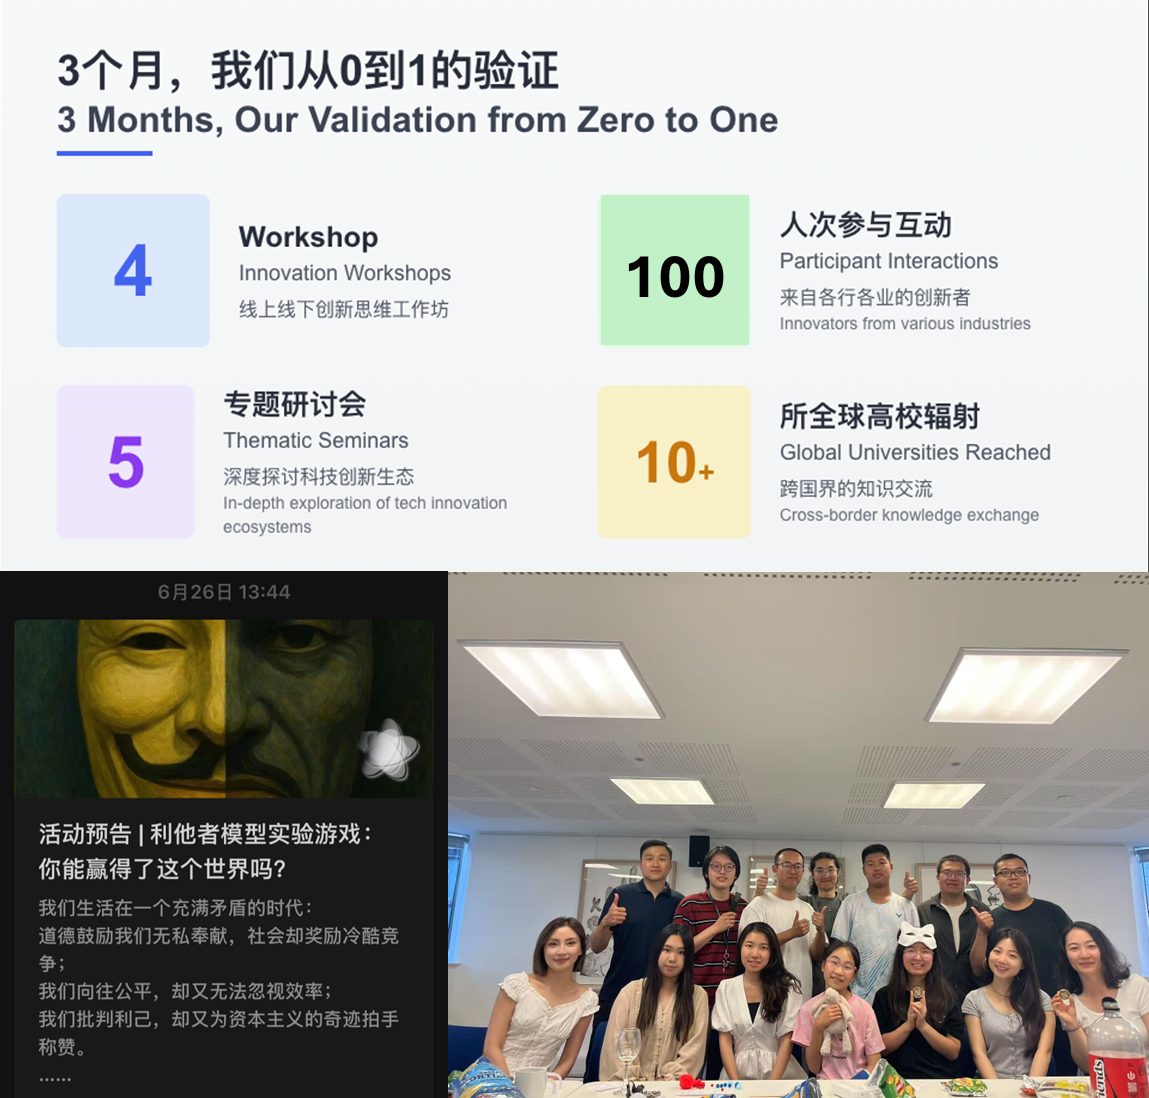 3个月，我们从0到1的验证
3 Months, Our Validation from Zero to One
4
Workshop
Innovation Workshops
线上线下创新思维工作坊
100
人次参与互动
Participant Interactions
来自各行各业的创新者
Innovators from various industries
5
专题研讨会
Thematic Seminars
深度探讨科技创新生态
In-depth exploration of tech innovation
ecosystems
10+
所全球高校辐射
Global Universities Reached
跨国界的知识交流
Cross-border knowledge exchange
6月26日 13:44
活动预告 | 利他者模型实验游戏：
你能赢得了这个世界吗？
我们生活在一个充满矛盾的时代：
道德鼓励我们无私奉献，社会却奖励冷酷竞
争；
我们向往公平，却又无法忽视效率；
我们批判利己，却又为资本主义的奇迹拍手
称赞。
……